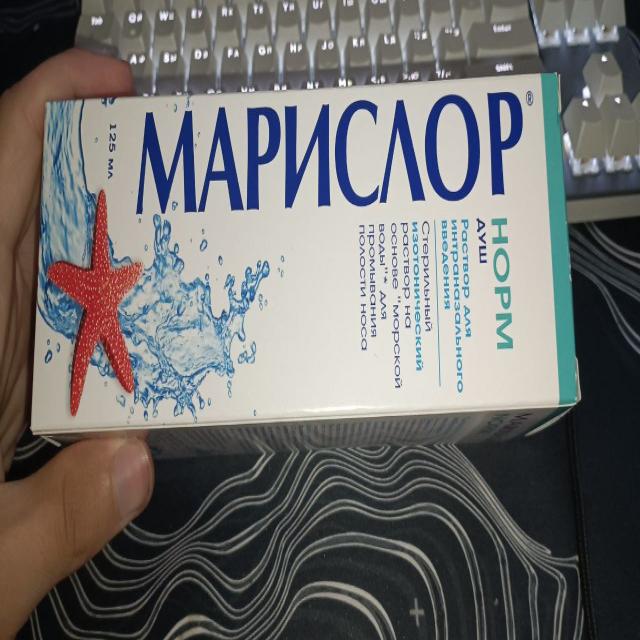 МАРИСЛОР®
НОРМ
ДУШ
Раствор для
интраназального
введения
Стерильный
изотонический
раствор на
основе "Морской
воды"* для
промывания
полости носа
125 МЛ